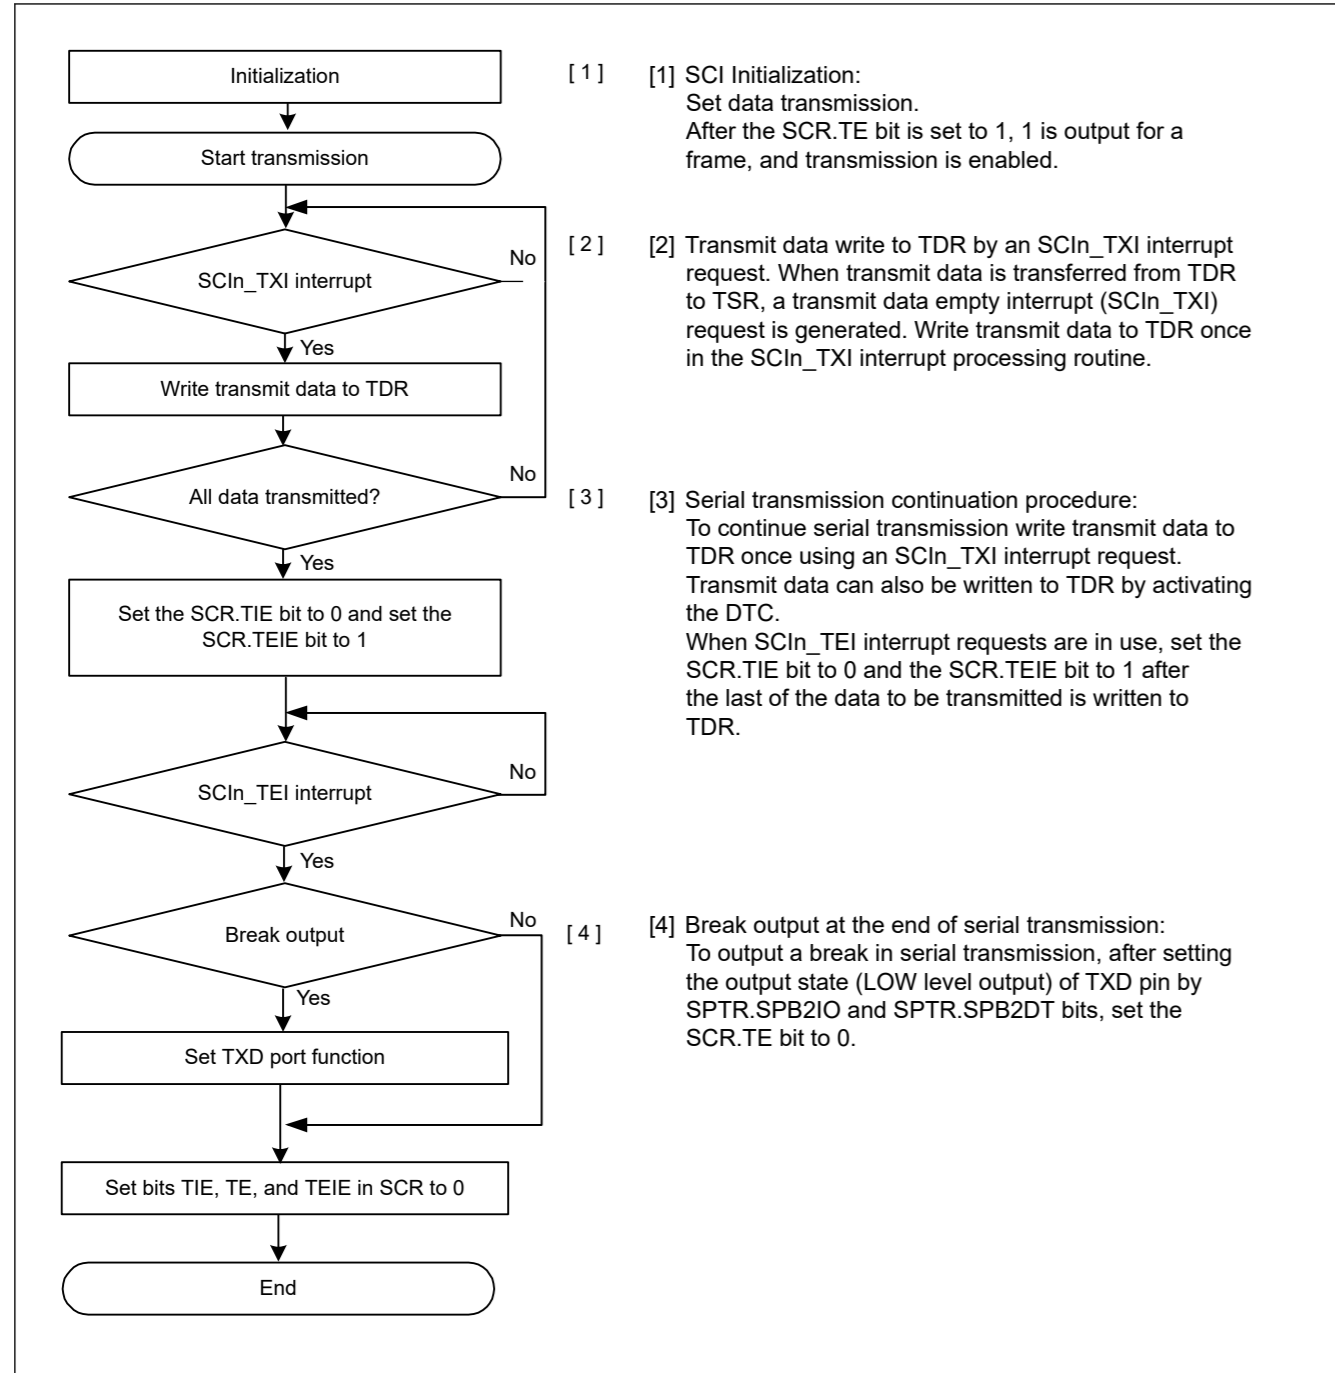 Initialization
[ 1 ]
[1] SCI Initialization:
Set data transmission.
After the SCR.TE bit is set to 1, 1 is output for a
frame, and transmission is enabled.
Start transmission
SCIn_TXI interrupt
No
Yes
[ 2 ]
[2] Transmit data write to TDR by an SCIn_TXI interrupt
request. When transmit data is transferred from TDR
to TSR, a transmit data empty interrupt (SCIn_TXI)
request is generated. Write transmit data to TDR once
in the SCIn_TXI interrupt processing routine.
Write transmit data to TDR
All data transmitted?
No
Yes
[ 3 ]
[3] Serial transmission continuation procedure:
To continue serial transmission write transmit data to
TDR once using an SCIn_TXI interrupt request.
Transmit data can also be written to TDR by activating
the DTC.
When SCIn_TEI interrupt requests are in use, set the
SCR.TIE bit to 0 and the SCR.TEIE bit to 1 after
the last of the data to be transmitted is written to
TDR.
Set the SCR.TIE bit to 0 and set the
SCR.TEIE bit to 1
SCIn_TEI interrupt
No
Yes
Break output
No
Yes
[ 4 ]
[4] Break output at the end of serial transmission:
To output a break in serial transmission, after setting
the output state (LOW level output) of TXD pin by
SPTR.SPB2IO and SPTR.SPB2DT bits, set the
SCR.TE bit to 0.
Set TXD port function
Set bits TIE, TE, and TEIE in SCR to 0
End